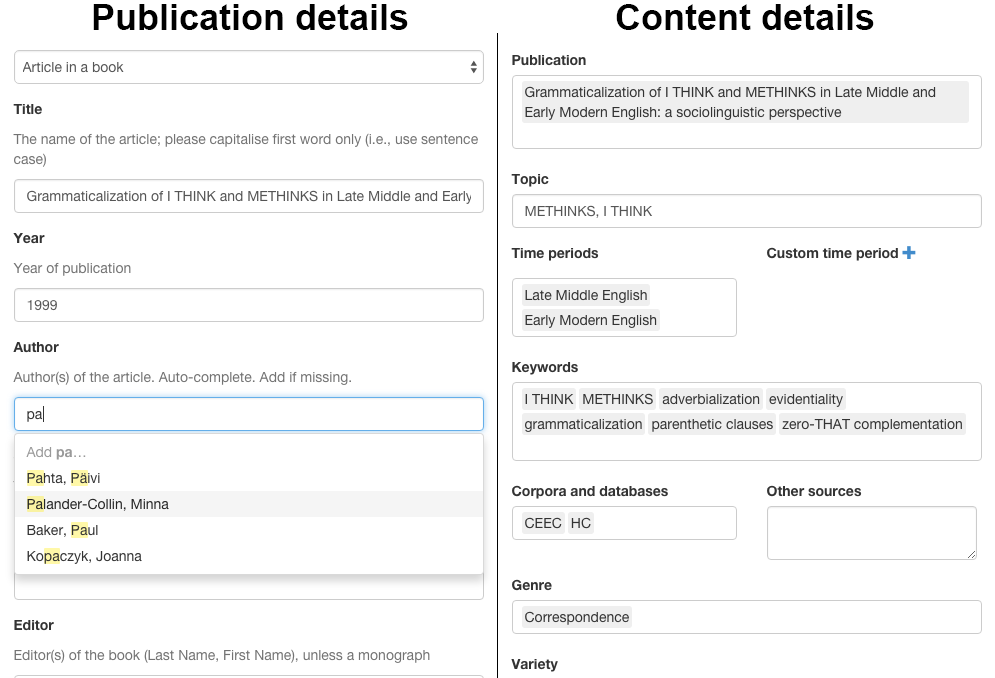 Publication details
Article in a book
Title
The name of the article; please capitalise first word only (i.e., use sentence
case)
Grammaticalization of I THINK and METHINKS in Late Middle and Early
Year
Year of publication
1999
Author
Author(s) of the article. Auto-complete. Add if missing.
pa
Add pa…
Pahta, Päivi
Palander-Collin, Minna
Baker, Paul
Kopaczyk, Joanna
Editor
Editor(s) of the book (Last Name, First Name), unless a monograph
Content details
Publication
Grammaticalization of I THINK and METHINKS in Late Middle and
Early Modern English: a sociolinguistic perspective
Topic
METHINKS, I THINK
Time periods
Custom time period +
Late Middle English
Early Modern English
Keywords
I THINK METHINKS adverbialization evidentiality
grammaticalization parenthetic clauses zero-THAT complementation
Corpora and databases
Other sources
CEEC HC
Genre
Correspondence
Variety